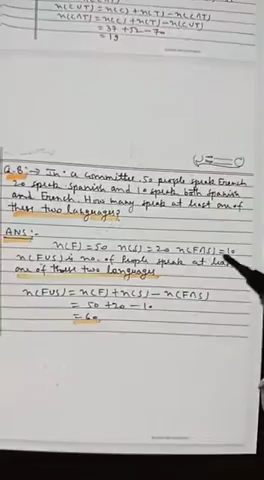 n(CUT) = n(C) + n(T) - n(C∩T)
n(C∩T) = n(C) + n(T) - n(CUT)
= 37 + 52 - 70
= 19
Q.8:→ In a Committee, 50 people speak French
20 speak Spanish and 10 speak both Spanish
and French. How many speak at least one of
these two languages?
ANS:-
n(F) = 50 n(S) = 20 n(F∩S) = 10
n(FUS) is no. of People speak at least
one of these two languages
n(FUS) = n(F) + n(S) - n(F∩S)
= 50 + 20 - 10
= 60